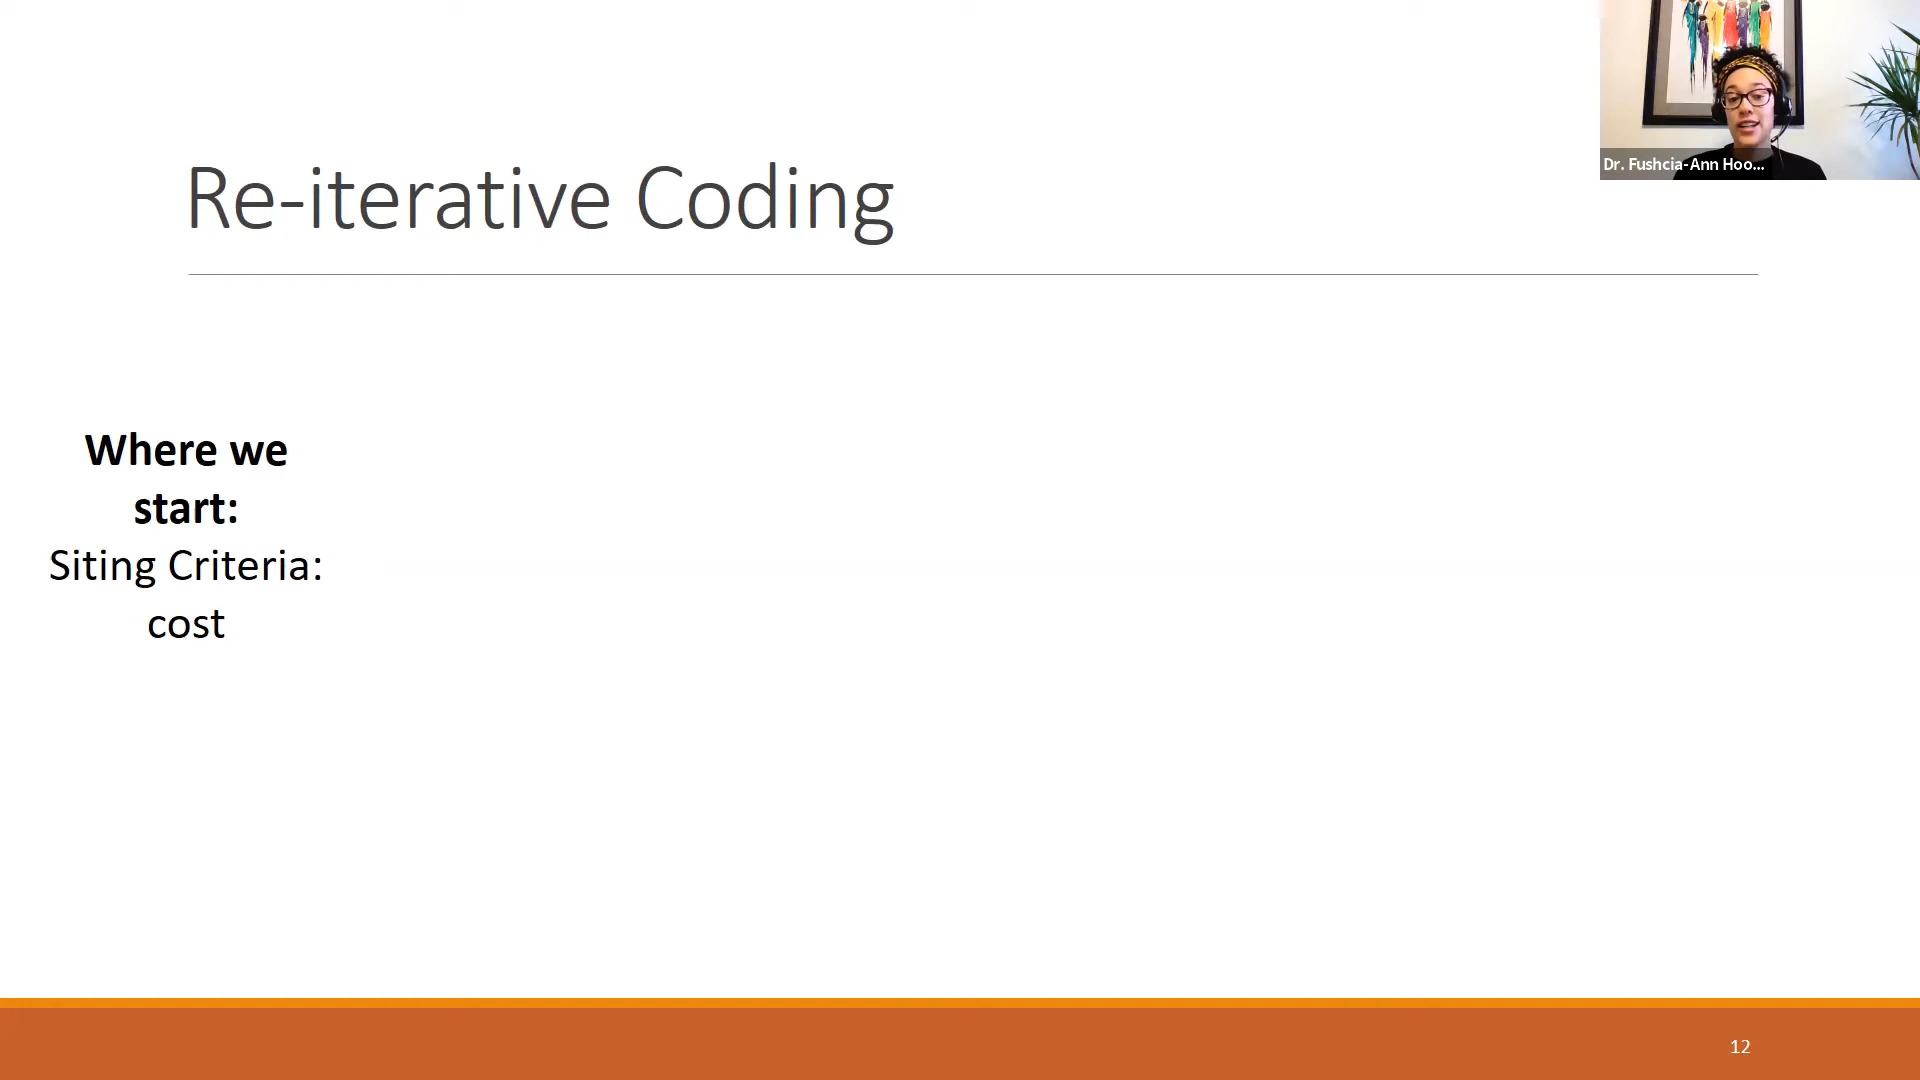 Re-iterative Coding
Dr. Fushcia-Ann Hoo...
Where we
start:
Siting Criteria:
cost
12